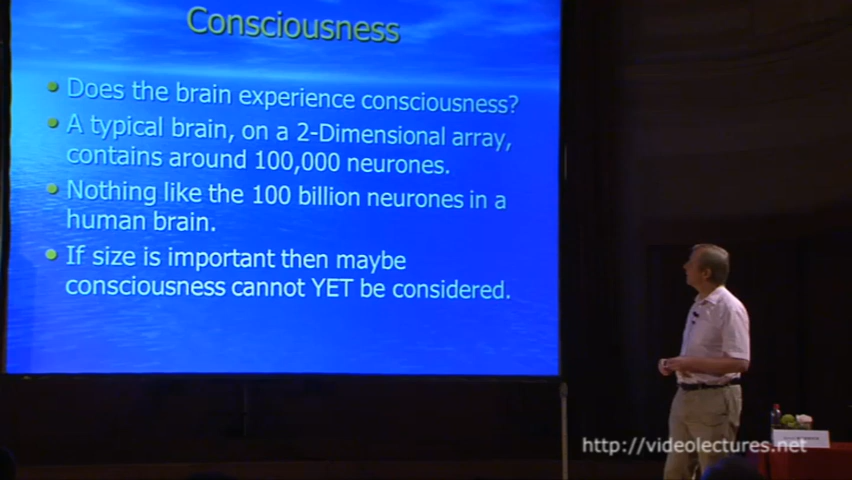 Consciousness
Does the brain experience consciousness?
A typical brain, on a 2-Dimensional array,
contains around 100,000 neurones.
Nothing like the 100 billion neurones in a
human brain.
If size is important then maybe
consciousness cannot YET be considered.
http://videolectures.net